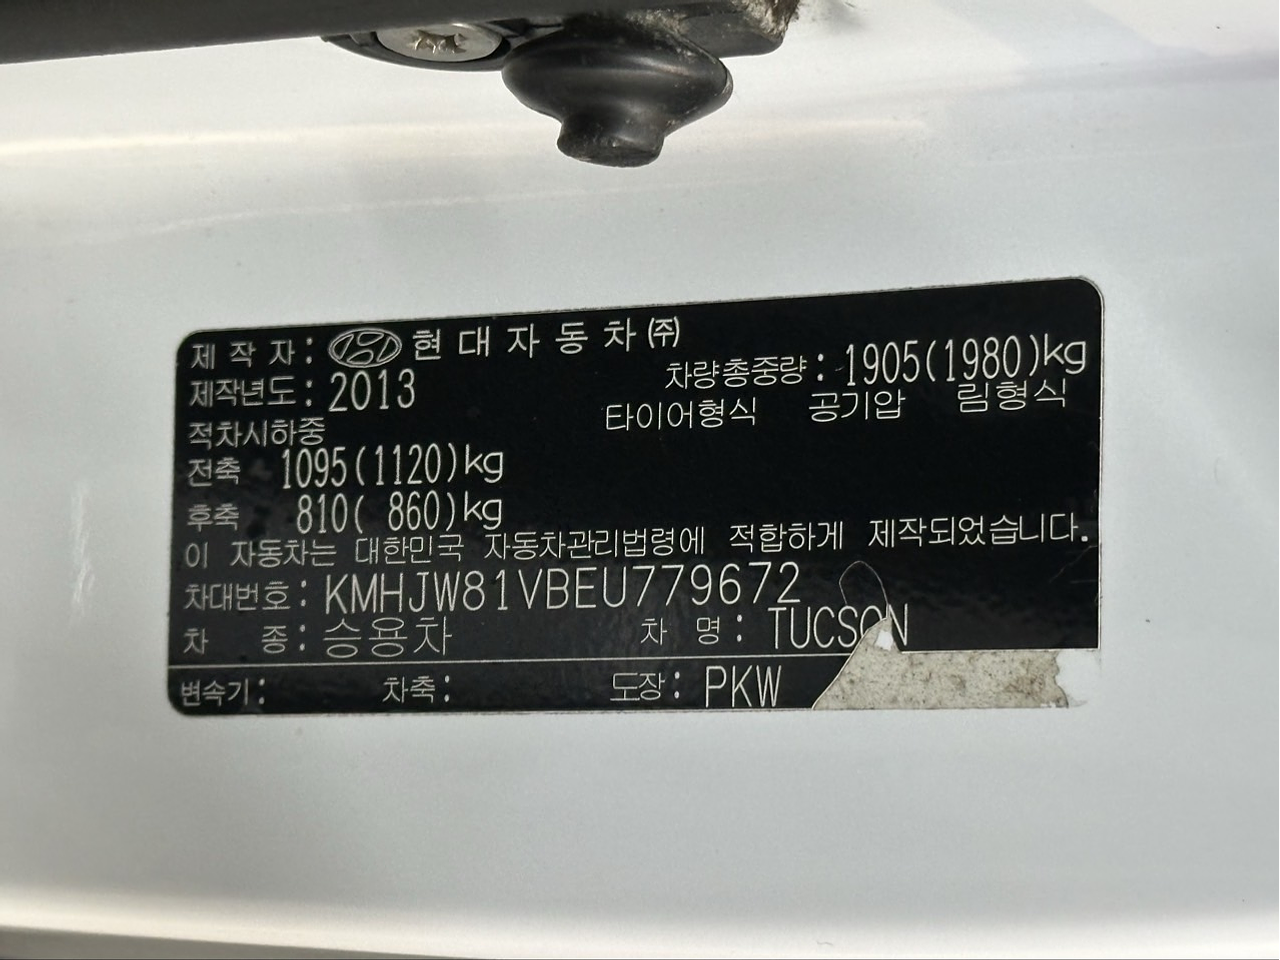 제 작 자 : 현 대 자 동 차 ㈜
제작년도 : 2013
차량총중량 : 1905(1980)kg
적차시하중
타이어형식 공기압 림형식
전축 1095(1120)kg
후축 810( 860)kg
이 자동차는 대한민국 자동차관리법령에 적합하게 제작되었습니다.
차대번호 : KMHJW81VBEU779672
차 종 : 승용차 차 명 : TUCSON
변속기 : 차축 : 도장 : PKW